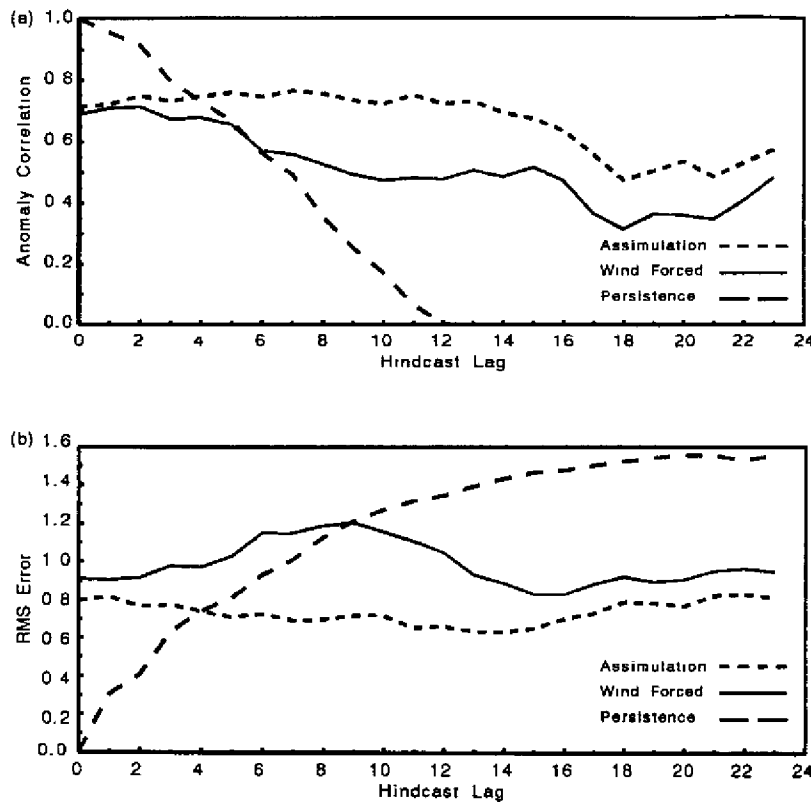 (a)
1.0
0 8
0 6
0 4
0.2
0.0
Anomaly Correlation
Assimulation
Wind Forced
Persistence
0 2 4 6 8 10 12 14 16 18 20 22 24
Hindcast Lag
(b)
1.6
1.4
1.2
1.0
0 8
0 6
0 4
0.2
0.0
RMS Error
Assimulation
Wind Forced
Persistence
0 2 4 6 8 10 12 14 16 18 20 22 24
Hindcast Lag